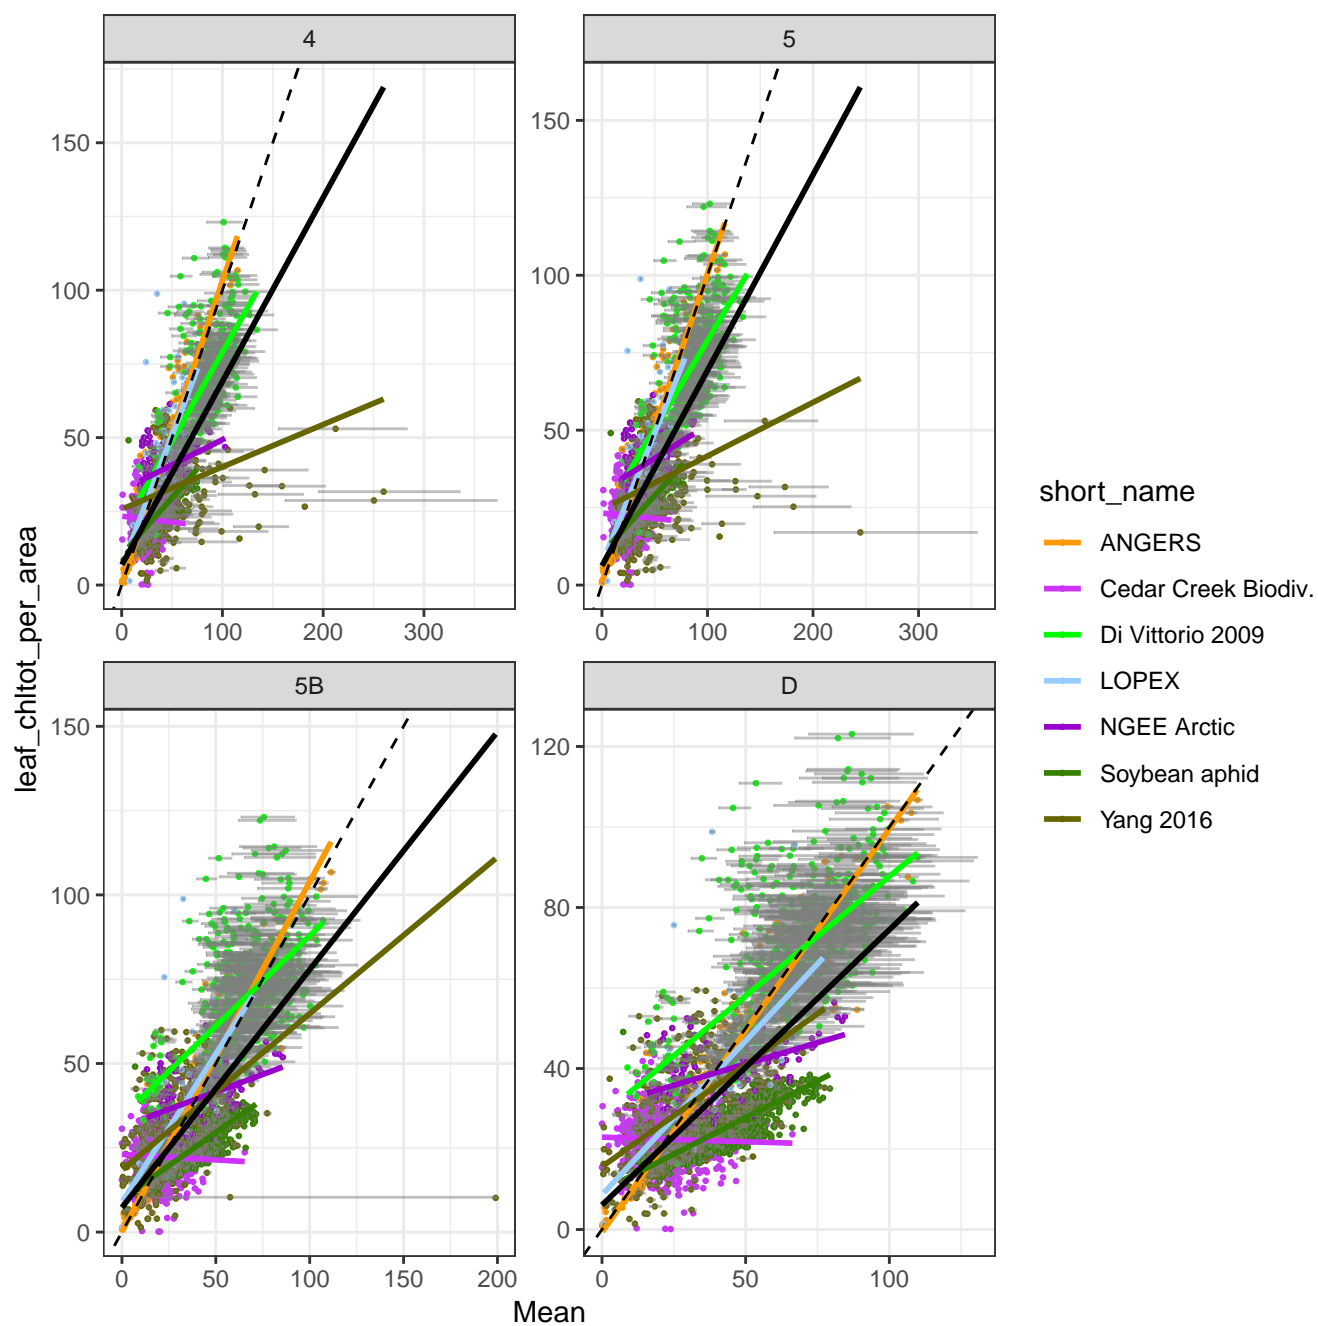 4
5
150
100
50
0
150
100
50
0
0
100
200
300
0
100
200
300
5B
D
150
100
50
0
120
80
40
0
0
50
100
150
200
0
50
100
leaf_chltot_per_area
Mean
short_name
ANGERS
Cedar Creek Biodiv.
Di Vittorio 2009
LOPEX
NGEE Arctic
Soybean aphid
Yang 2016